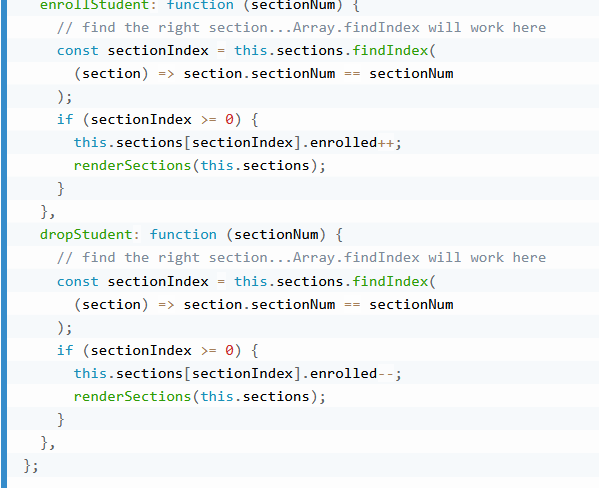 enrollStudent: function (sectionNum) {
// find the right section...Array.findIndex will work here
const sectionIndex = this.sections.findIndex(
(section) => section.sectionNum == sectionNum
);
if (sectionIndex >= 0) {
this.sections[sectionIndex].enrolled++;
renderSections(this.sections);
}
},
dropStudent: function (sectionNum) {
// find the right section...Array.findIndex will work here
const sectionIndex = this.sections.findIndex(
(section) => section.sectionNum == sectionNum
);
if (sectionIndex >= 0) {
this.sections[sectionIndex].enrolled--;
renderSections(this.sections);
}
},
};